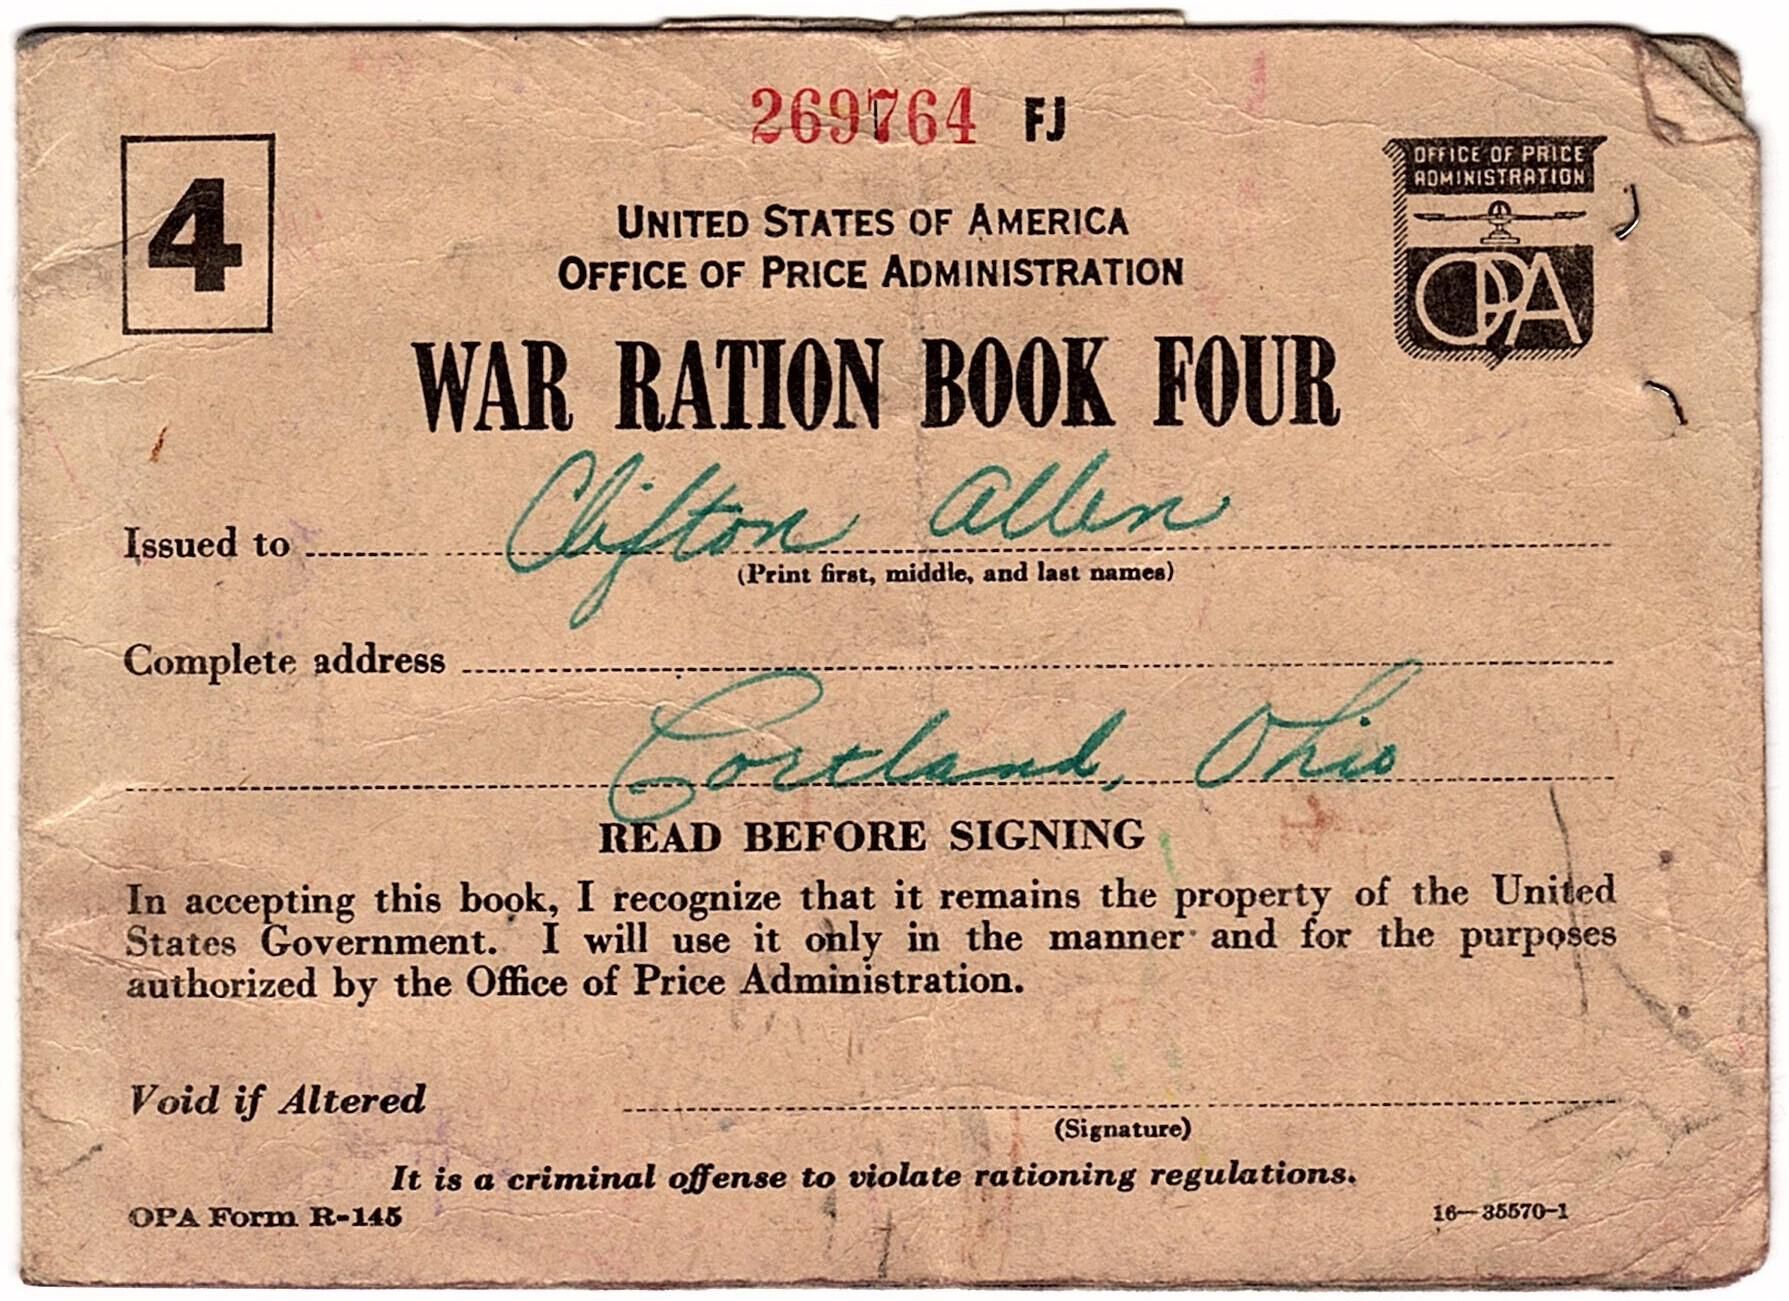 269764 FJ
4
OFFICE OF PRICE
ADMINISTRATION
OPA
UNITED STATES OF AMERICA
OFFICE OF PRICE ADMINISTRATION
WAR RATION BOOK FOUR
Issued to Clifton Allen
(Print first, middle, and last names)
Complete address
Cortland, Ohio
READ BEFORE SIGNING
In accepting this book, I recognize that it remains the property of the United
States Government. I will use it only in the manner and for the purposes
authorized by the Office of Price Administration.
Void if Altered
(Signature)
It is a criminal offense to violate rationing regulations.
OPA Form R-145
16—35570-1